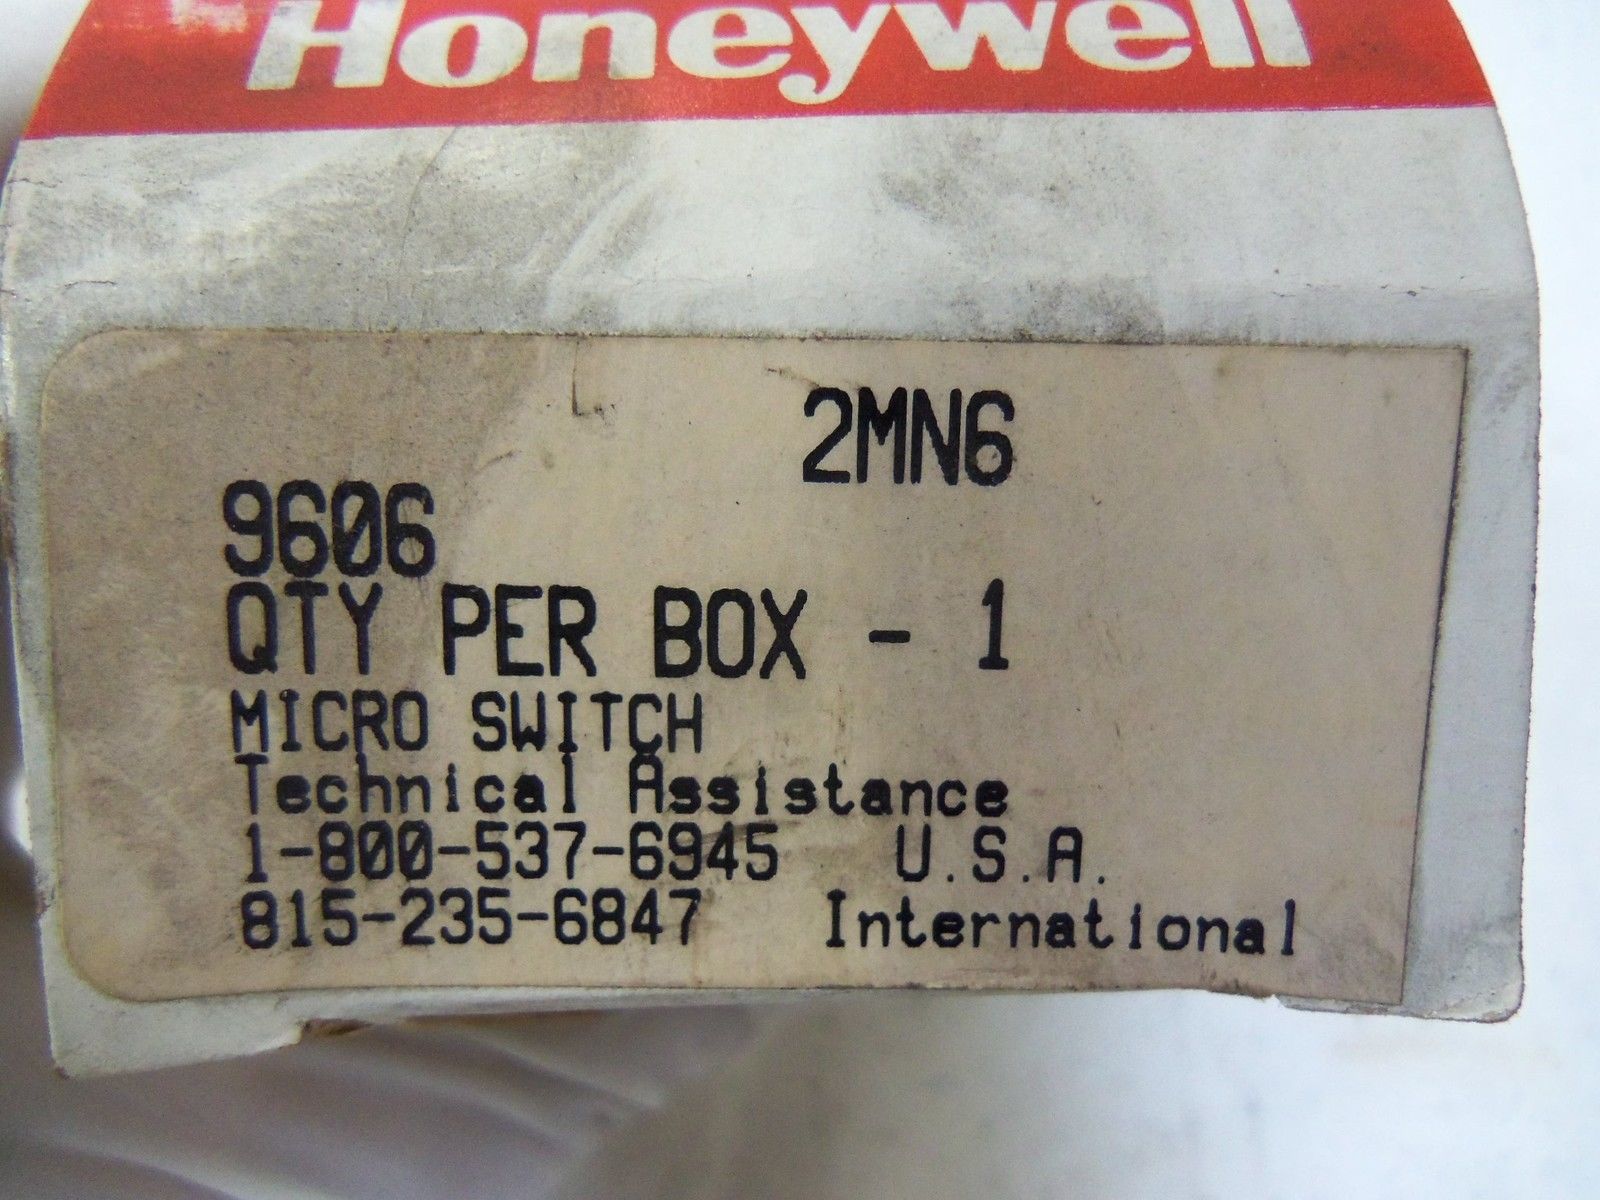 Honeywell
2MN6
9606
QTY PER BOX - 1
MICRO SWITCH
Technical Assistance
1-800-537-6945 U.S.A.
815-235-6847 International